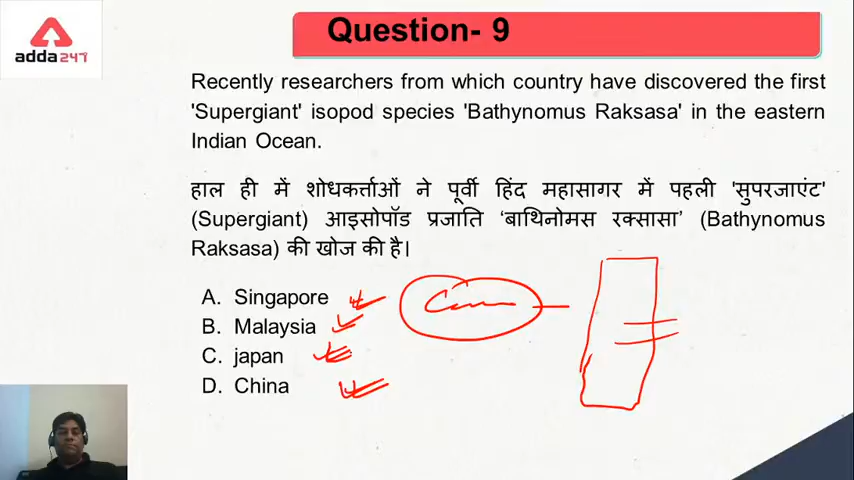 Question- 9
adda247
Recently researchers from which country have discovered the first
'Supergiant' isopod species 'Bathynomus Raksasa' in the eastern
Indian Ocean.
हाल ही में शोधकर्त्ताओं ने पूर्वी हिंद महासागर में पहली 'सुपरजाएंट'
(Supergiant) आइसोपॉड प्रजाति ‘बाथिनोमस रक्सासा’ (Bathynomus
Raksasa) की खोज की है।
A. Singapore
B. Malaysia
C. japan
D. China